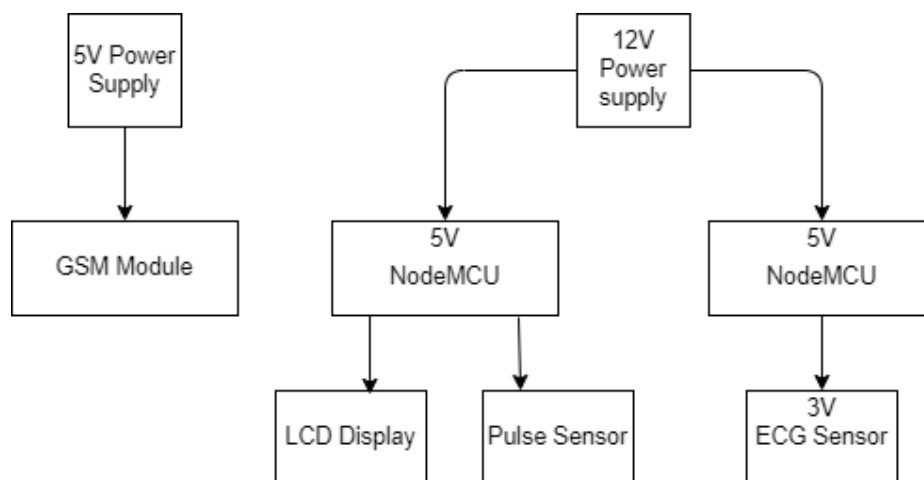 5V Power
Supply
12V
Power
supply
GSM Module
5V
NodeMCU
5V
NodeMCU
LCD Display
Pulse Sensor
3V
ECG Sensor